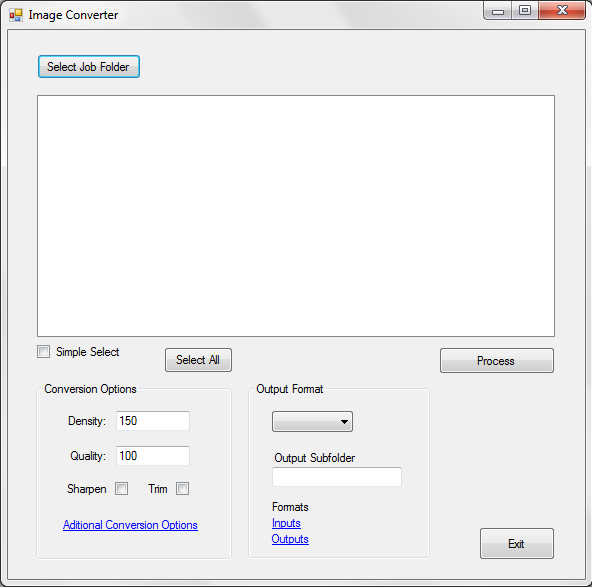 Image Converter
Select Job Folder
Simple Select
Select All
Process
Conversion Options
Density: 150
Quality: 100
Sharpen
Trim
Aditional Conversion Options
Output Format
Output Subfolder
Formats
Inputs
Outputs
Exit